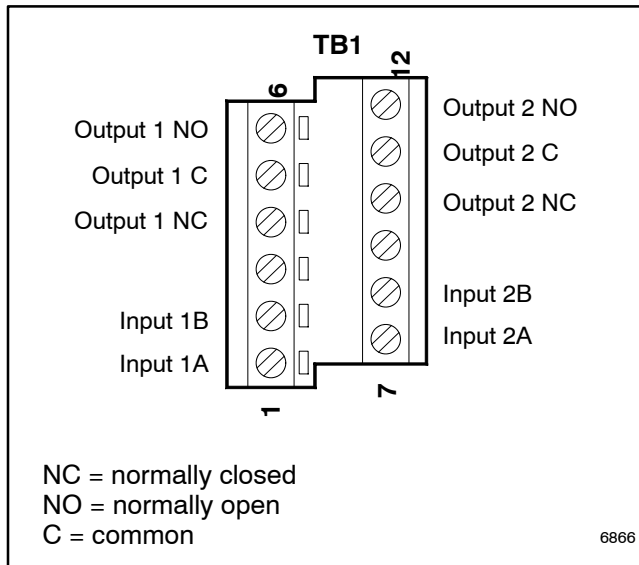 TB1
6
12
Output 1 NO
Output 1 C
Output 1 NC
Input 1B
Input 1A
Output 2 NO
Output 2 C
Output 2 NC
Input 2B
Input 2A
1
7
NC = normally closed
NO = normally open
C = common
6866